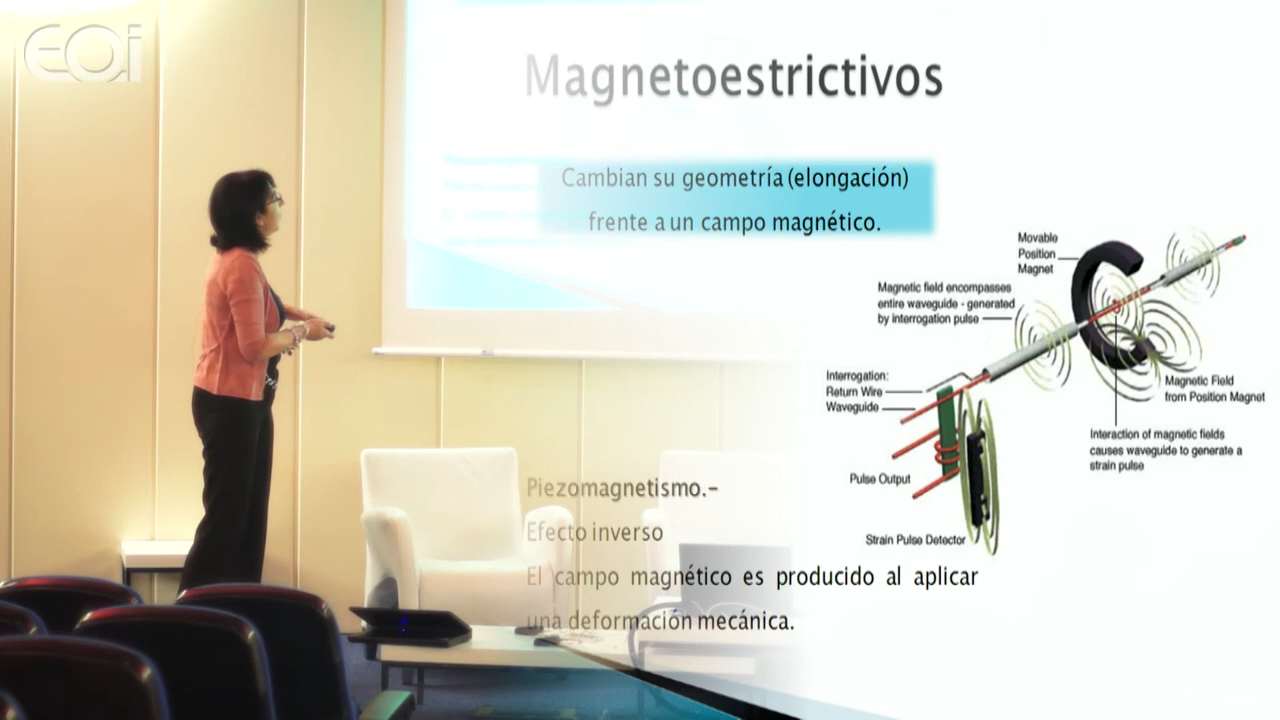 EOi
Magnetoestrictivos
Cambian su geometría (elongación)
frente a un campo magnético.
Movable
Position
Magnet
Magnetic field encompasses
entire waveguide - generated
by interrogation pulse
Interrogation:
Return Wire
Waveguide
Magnetic Field
from Position Magnet
Interaction of magnetic fields
causes waveguide to generate a
strain pulse
Pulse Output
Strain Pulse Detector
Piezomagnetismo.-
Efecto inverso
El campo magnético es producido al aplicar
una deformación mecánica.